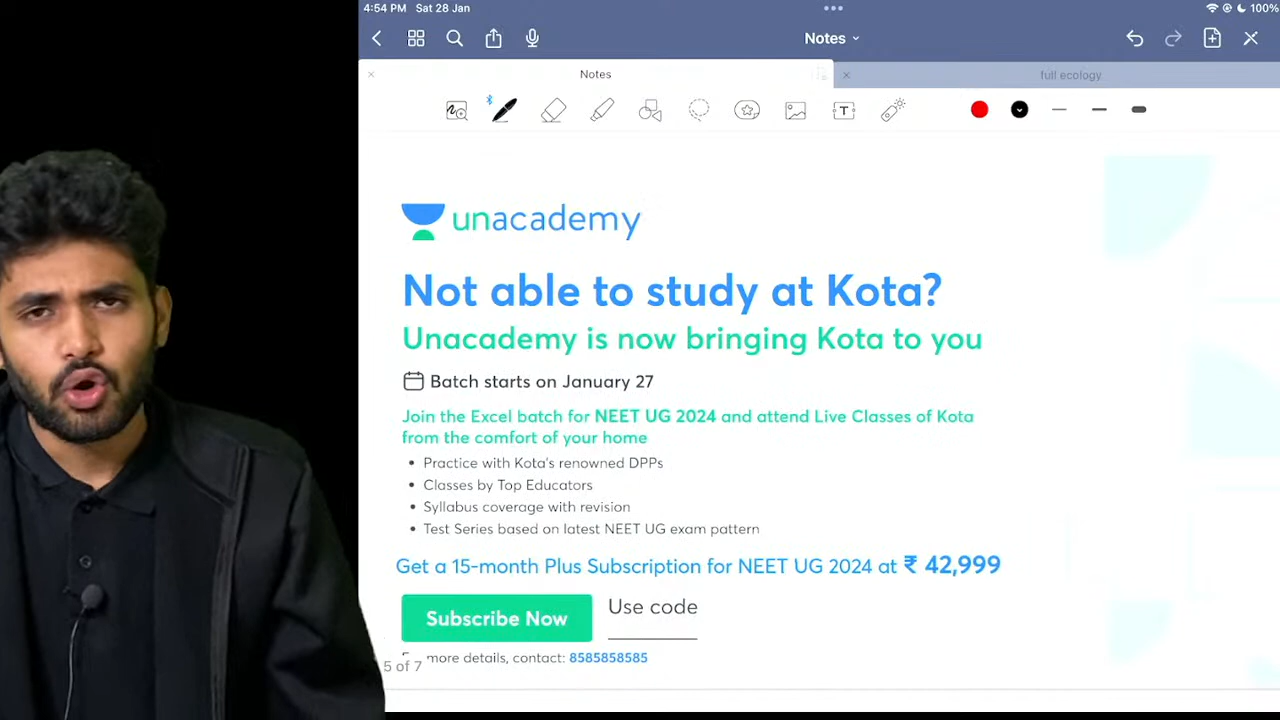 4:54 PM Sat 28 Jan
100%
Notes
Notes
full ecology
T
unacademy
Not able to study at Kota?
Unacademy is now bringing Kota to you
Batch starts on January 27
Join the Excel batch for NEET UG 2024 and attend Live Classes of Kota
from the comfort of your home
• Practice with Kota's renowned DPPs
• Classes by Top Educators
• Syllabus coverage with revision
• Test Series based on latest NEET UG exam pattern
Get a 15-month Plus Subscription for NEET UG 2024 at ₹ 42,999
Subscribe Now
Use code
more details, contact: 8585858585
5 of 7